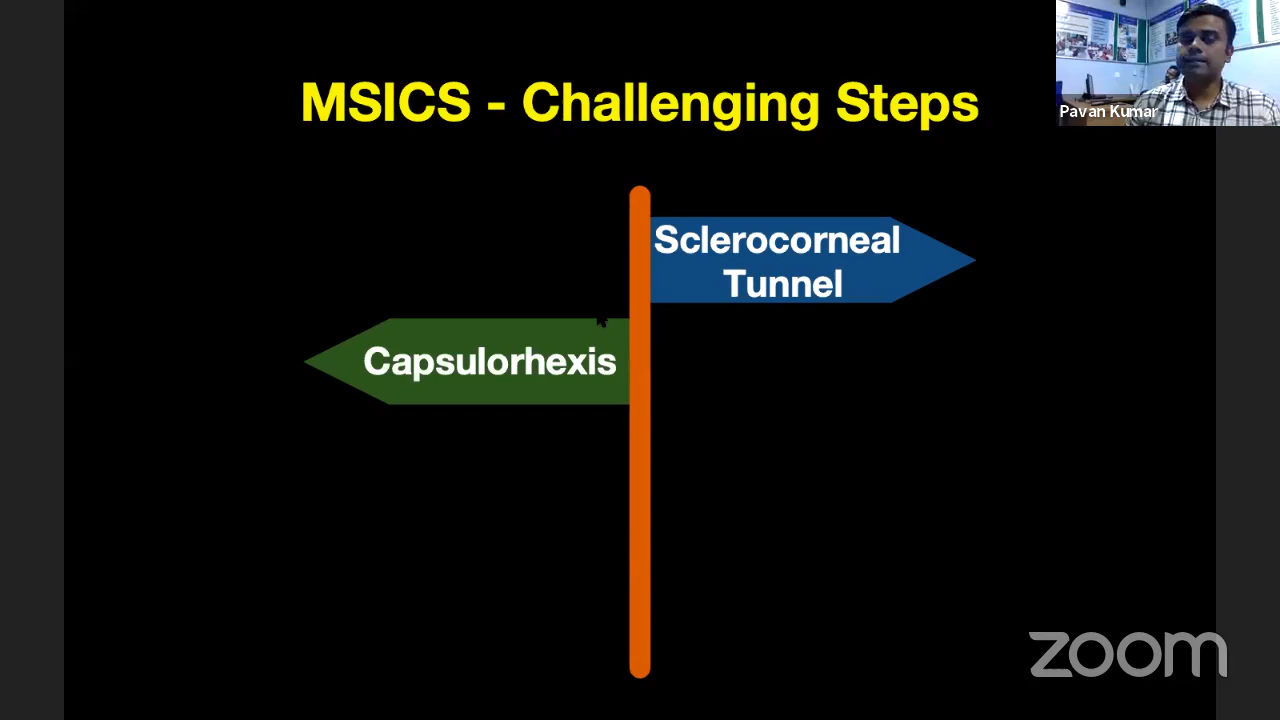 MSICS - Challenging Steps
Pavan Kumar
Sclerocorneal
Tunnel
Capsulorhexis
zoom